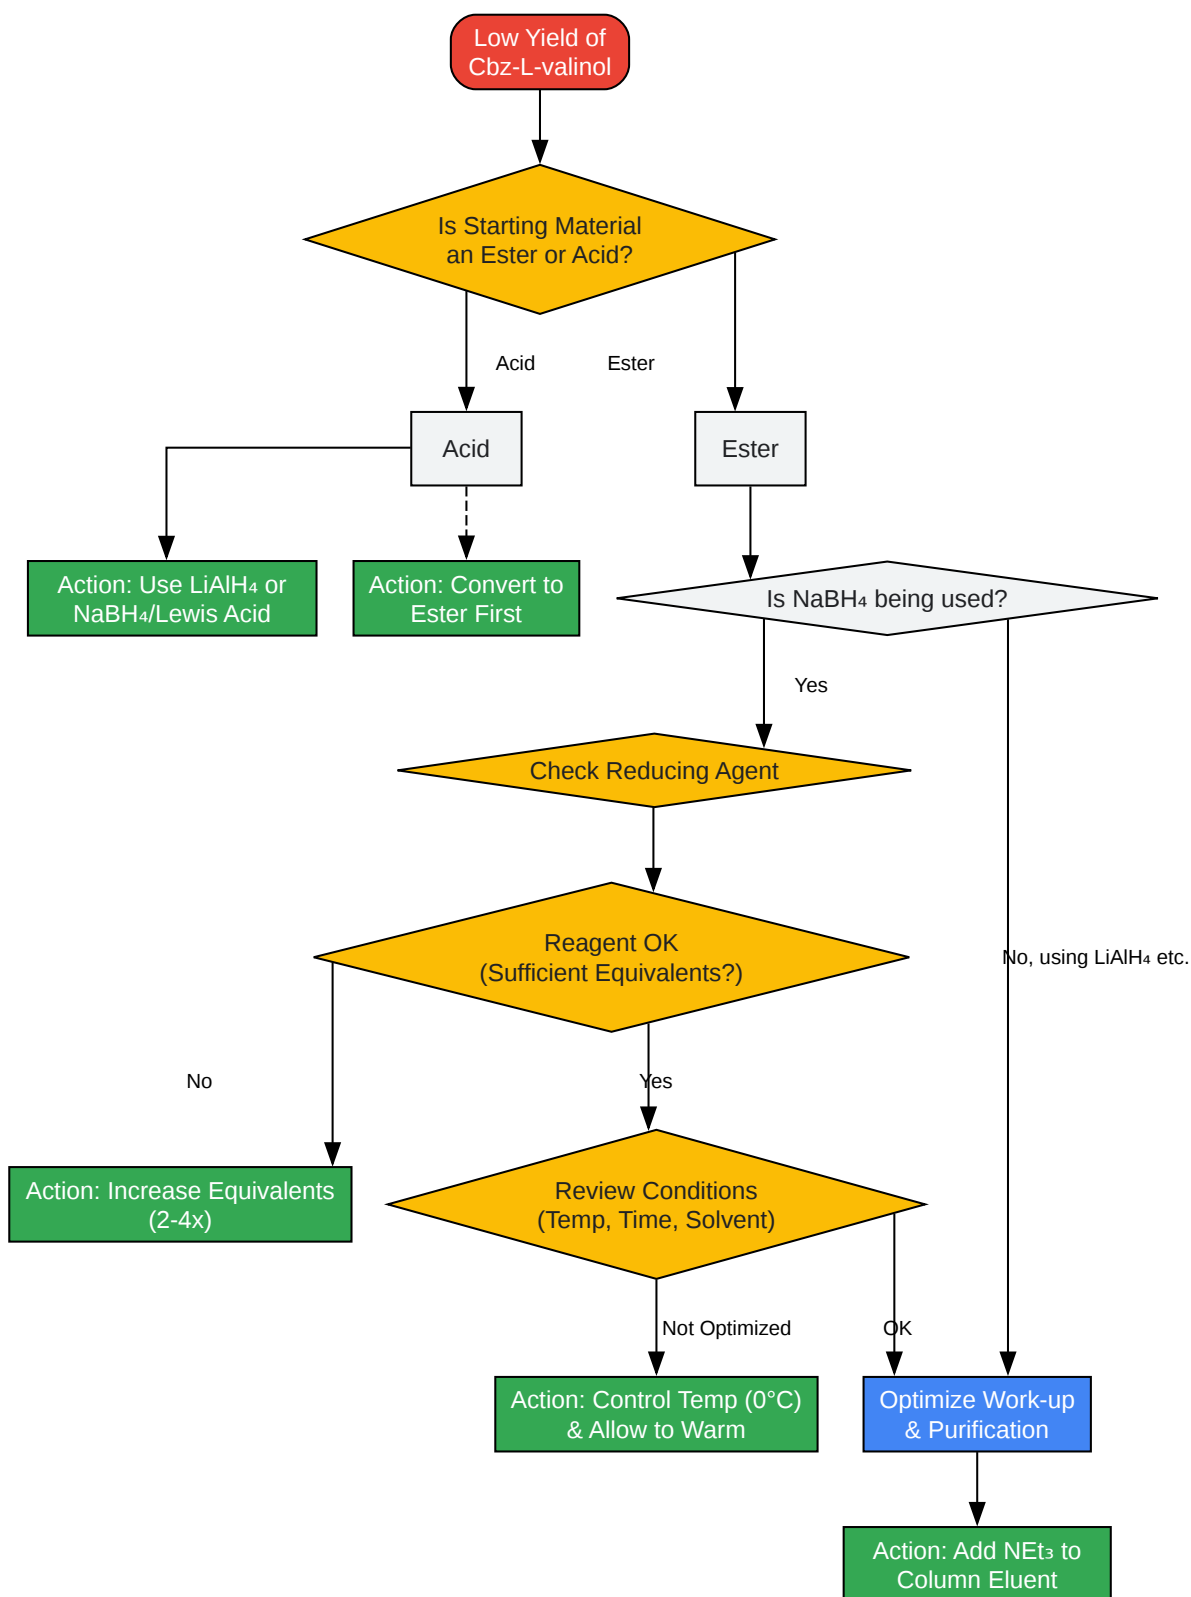 Low Yield of
Cbz-L-valinol
Is Starting Material
an Ester or Acid?
Acid
Ester
Acid
Ester
Action: Use LiAlH₄ or
NaBH₄/Lewis Acid
Action: Convert to
Ester First
Is NaBH₄ being used?
Yes
Check Reducing Agent
Reagent OK
(Sufficient Equivalents?)
No, using LiAlH₄ etc.
No
Yes
Action: Increase Equivalents
(2-4x)
Review Conditions
(Temp, Time, Solvent)
Not Optimized
OK
Action: Control Temp (0°C)
& Allow to Warm
Optimize Work-up
& Purification
Action: Add NEt₃ to
Column Eluent